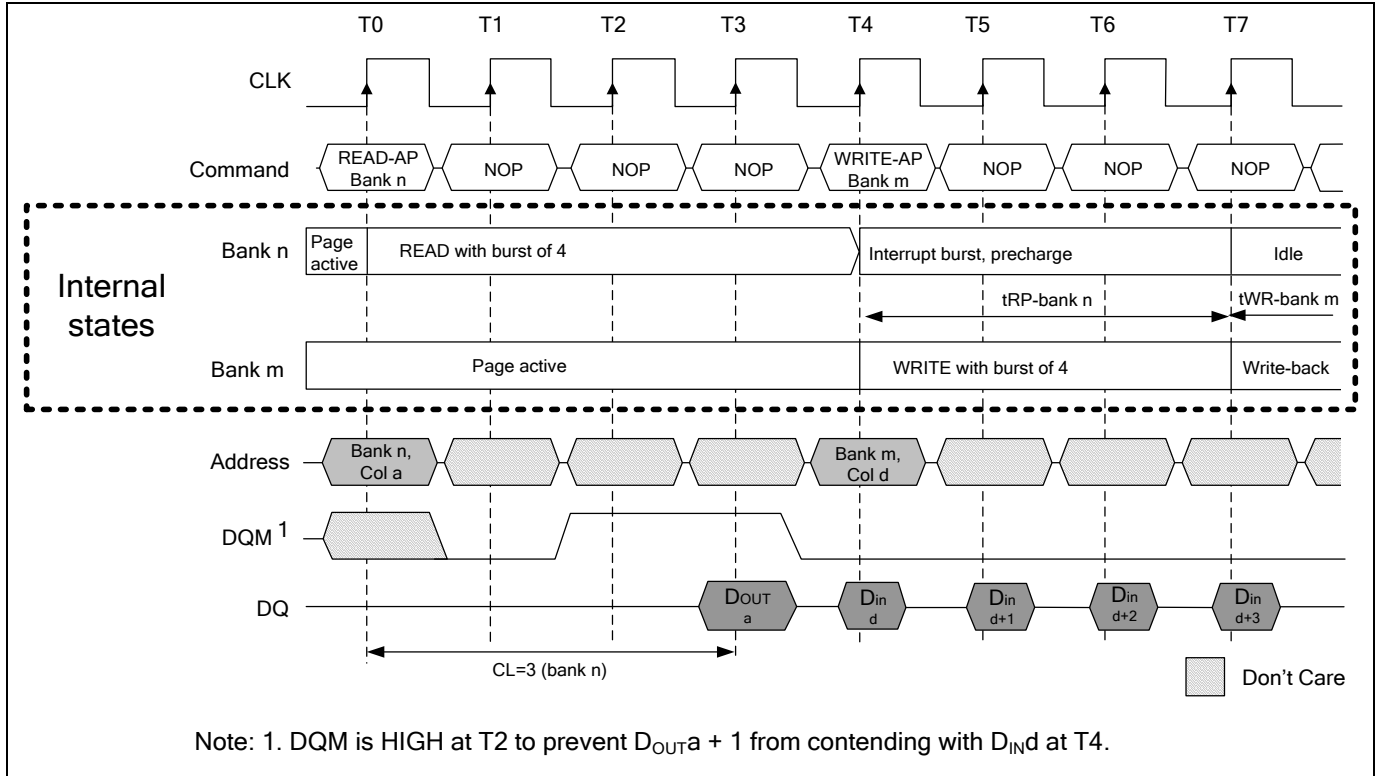 T0 T1 T2 T3 T4 T5 T6 T7
CLK
Command
READ-AP
Bank n
NOP
NOP
NOP
WRITE-AP
Bank m
NOP
NOP
NOP
Internal
states
Bank n
Page
active
READ with burst of 4
Interrupt burst, precharge
Idle
tRP-bank n
tWR-bank m
Bank m
Page active
WRITE with burst of 4
Write-back
Address
Bank n,
Col a
Bank m,
Col d
DQM 1
DQ
DOUT
a
Din
d
Din
d+1
Din
d+2
Din
d+3
CL=3 (bank n)
Don't Care
Note: 1. DQM is HIGH at T2 to prevent DOUTa + 1 from contending with DINd at T4.